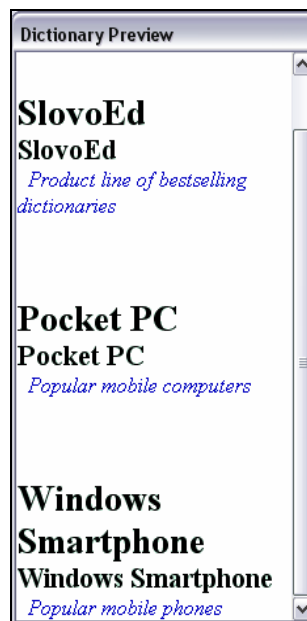 Dictionary Preview
SlovoEd
SlovoEd
Product line of bestselling
dictionaries
Pocket PC
Pocket PC
Popular mobile computers
Windows
Smartphone
Windows Smartphone
Popular mobile phones